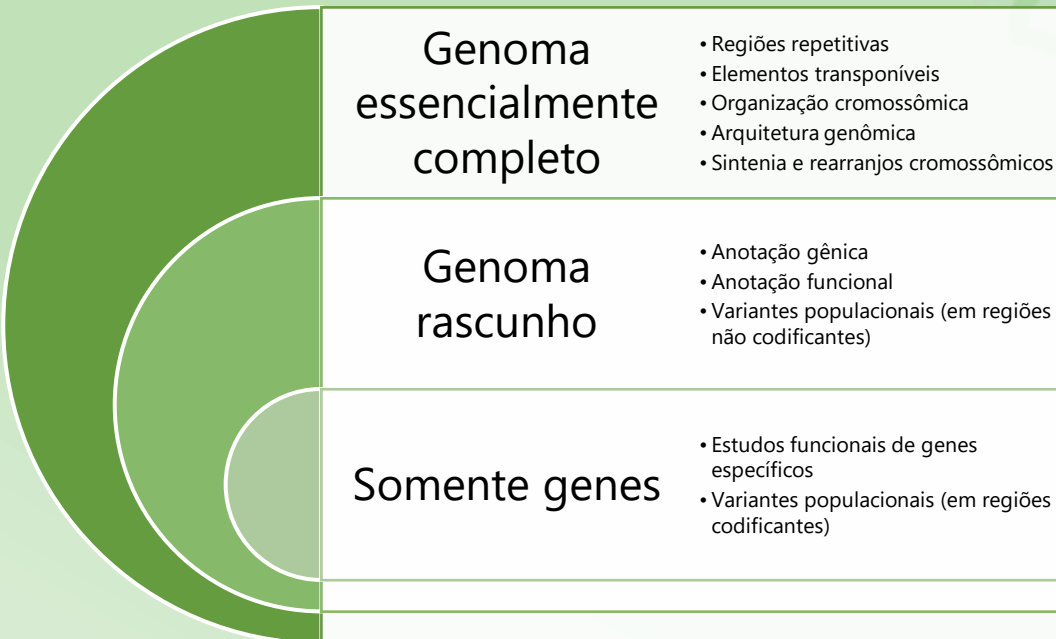 Genoma
essencialmente
completo
• Regiões repetitivas
• Elementos transponíveis
• Organização cromossômica
• Arquitetura genômica
• Sintenia e rearranjos cromossômicos
Genoma
rascunho
• Anotação gênica
• Anotação funcional
• Variantes populacionais (em regiões
não codificantes)
Somente genes
• Estudos funcionais de genes
específicos
• Variantes populacionais (em regiões
codificantes)